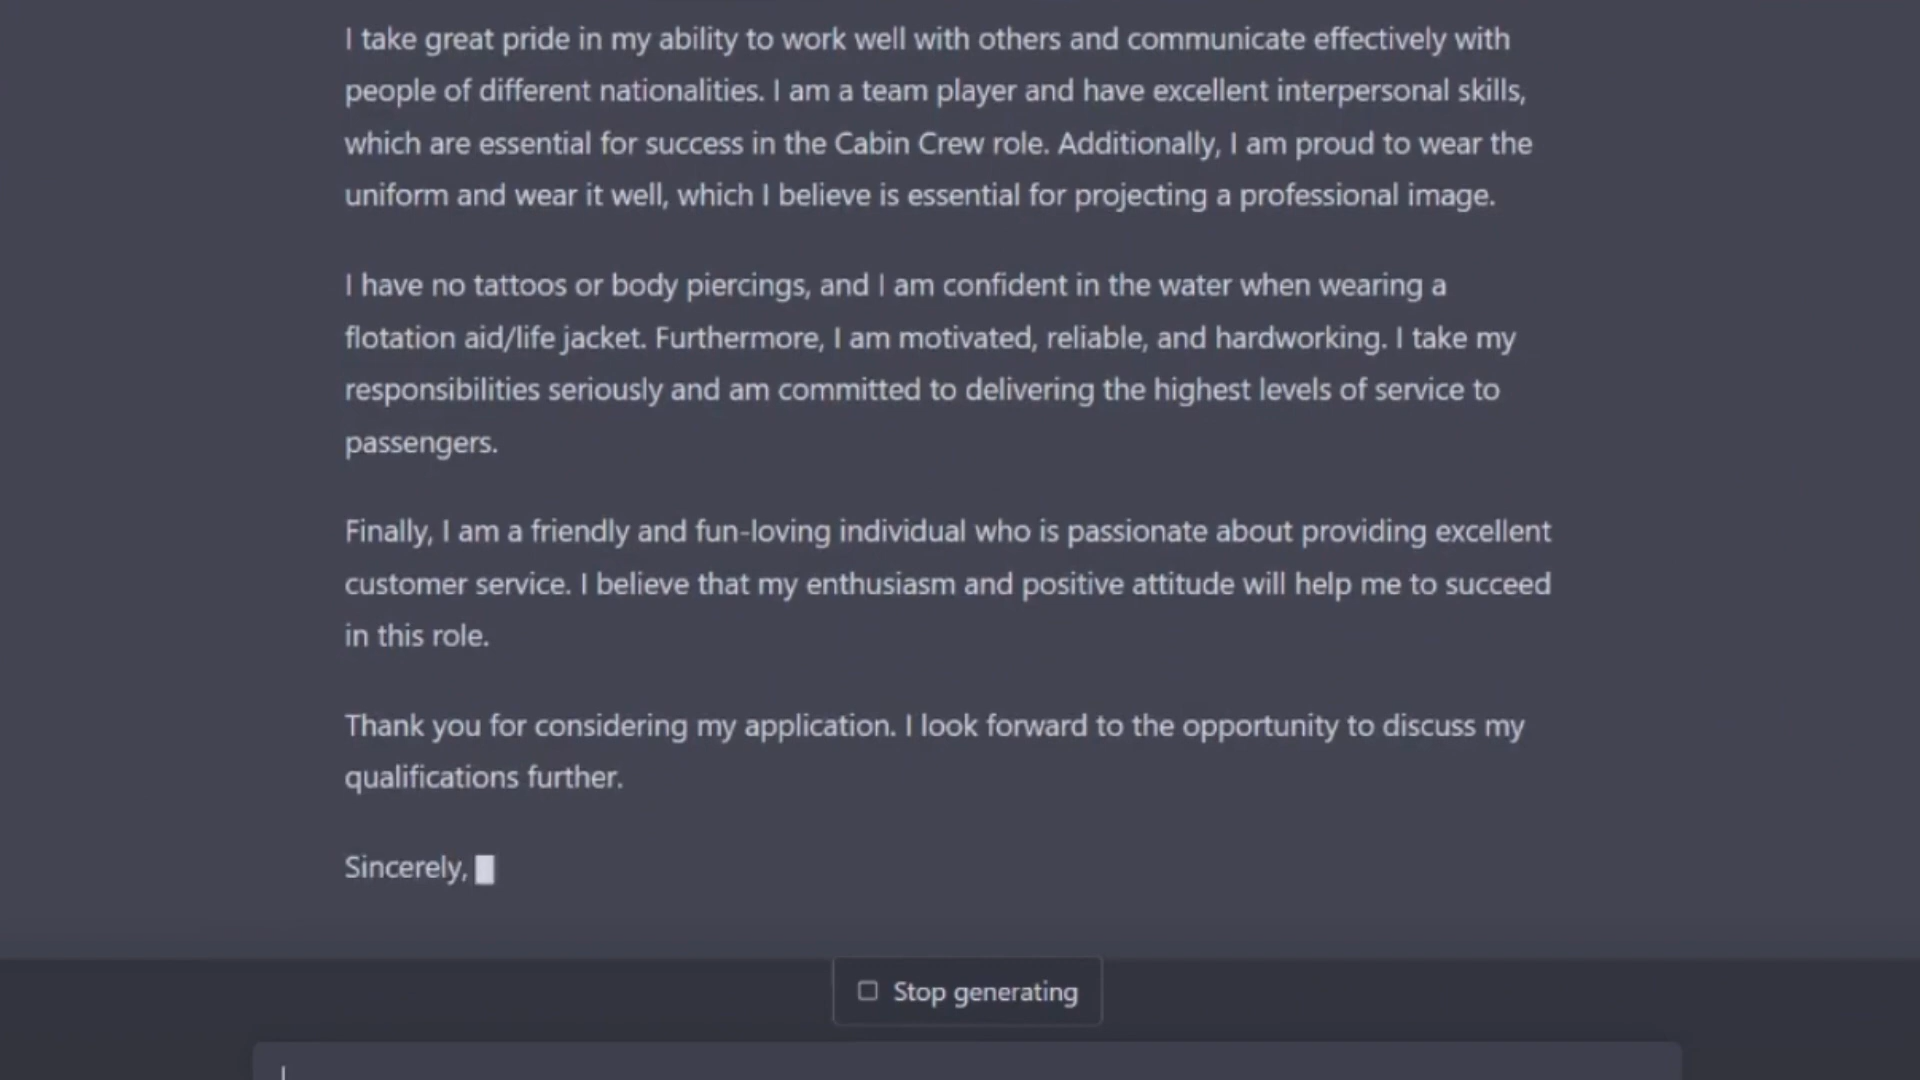 I take great pride in my ability to work well with others and communicate effectively with
people of different nationalities. I am a team player and have excellent interpersonal skills,
which are essential for success in the Cabin Crew role. Additionally, I am proud to wear the
uniform and wear it well, which I believe is essential for projecting a professional image.
I have no tattoos or body piercings, and I am confident in the water when wearing a
flotation aid/life jacket. Furthermore, I am motivated, reliable, and hardworking. I take my
responsibilities seriously and am committed to delivering the highest levels of service to
passengers.
Finally, I am a friendly and fun-loving individual who is passionate about providing excellent
customer service. I believe that my enthusiasm and positive attitude will help me to succeed
in this role.
Thank you for considering my application. I look forward to the opportunity to discuss my
qualifications further.
Sincerely,
Stop generating